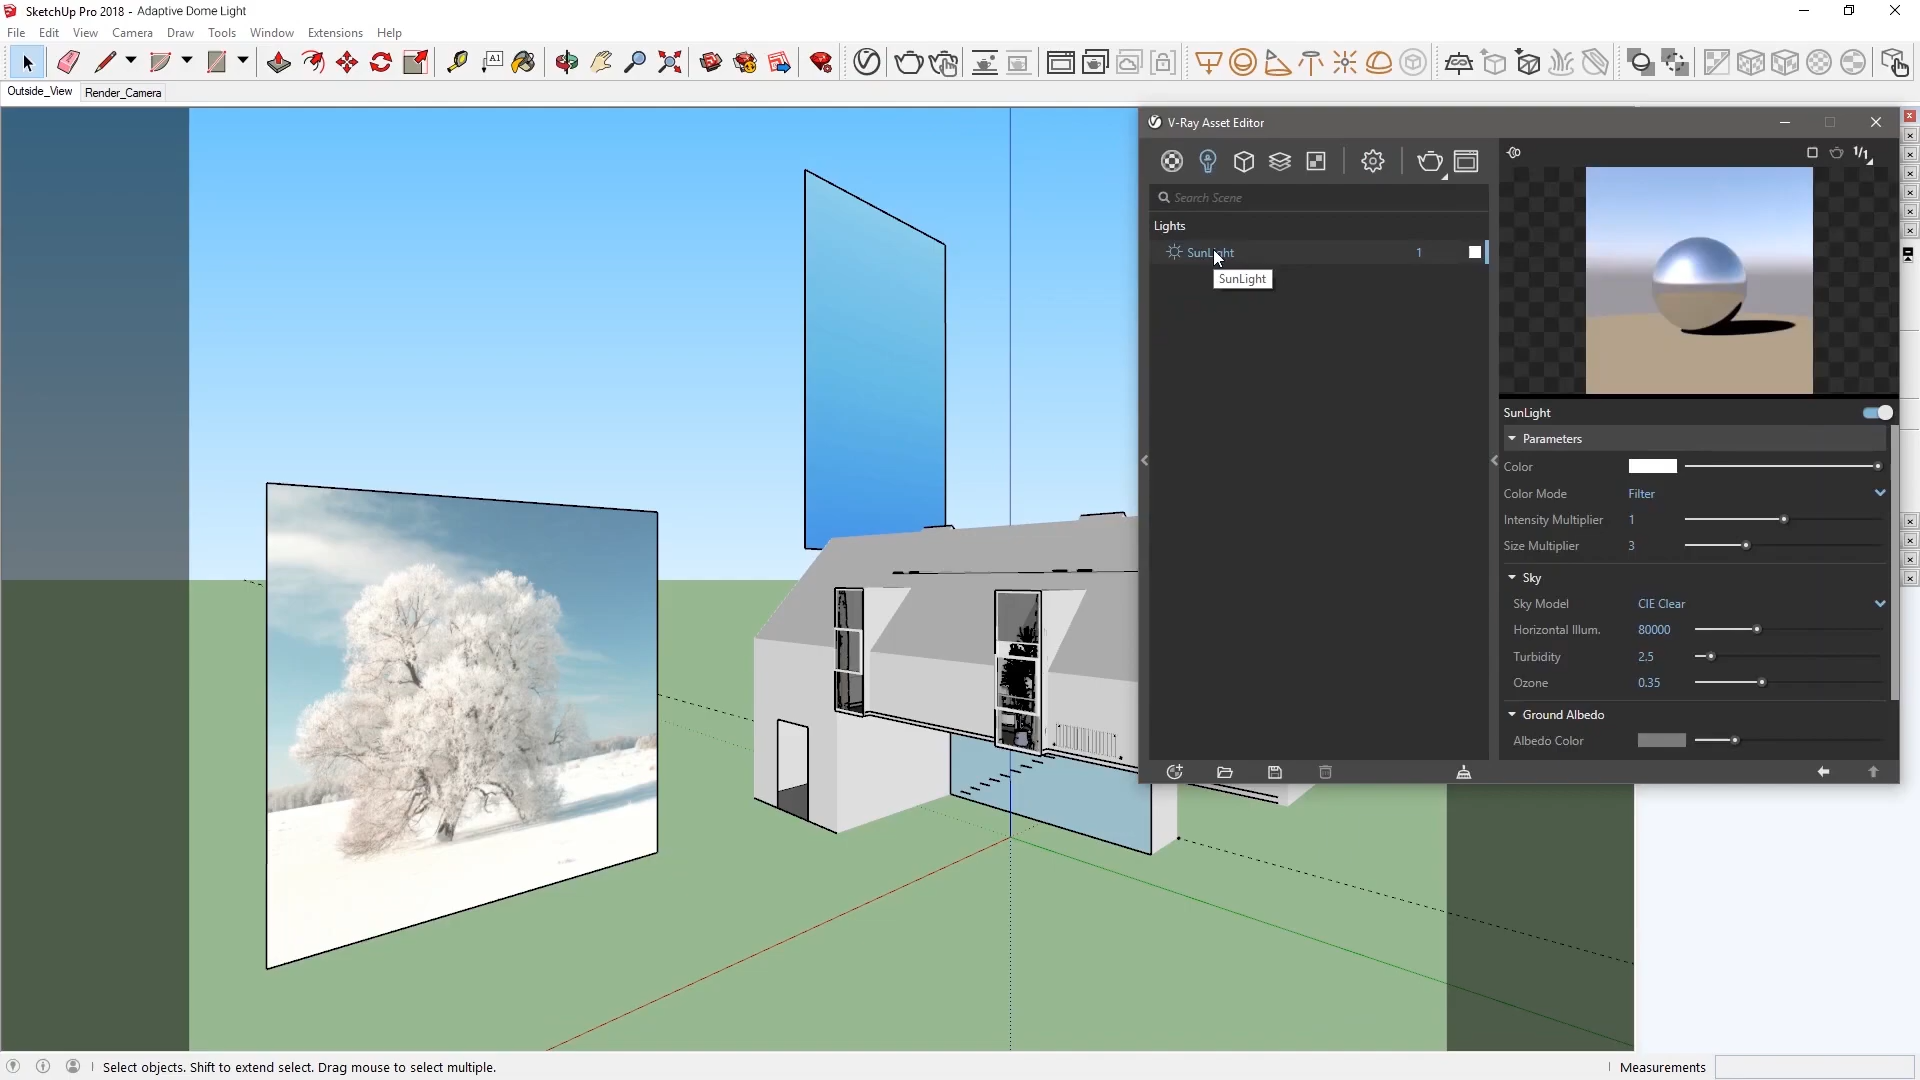 SketchUp Pro 2018 - Adaptive Dome Light
File Edit View Camera Draw Tools Window Extensions Help
A1
Outside_View Render_Camera
V-Ray Asset Editor
1/1
Search Scene
Lights
SunLight 1
SunLight
SunLight
Parameters
Color
Color Mode Filter
Intensity Multiplier 1
Size Multiplier 3
Sky
Sky Model CIE Clear
Horizontal Illum. 80000
Turbidity 2.5
Ozone 0.35
Ground Albedo
Albedo Color
Select objects. Shift to extend select. Drag mouse to select multiple.
Measurements